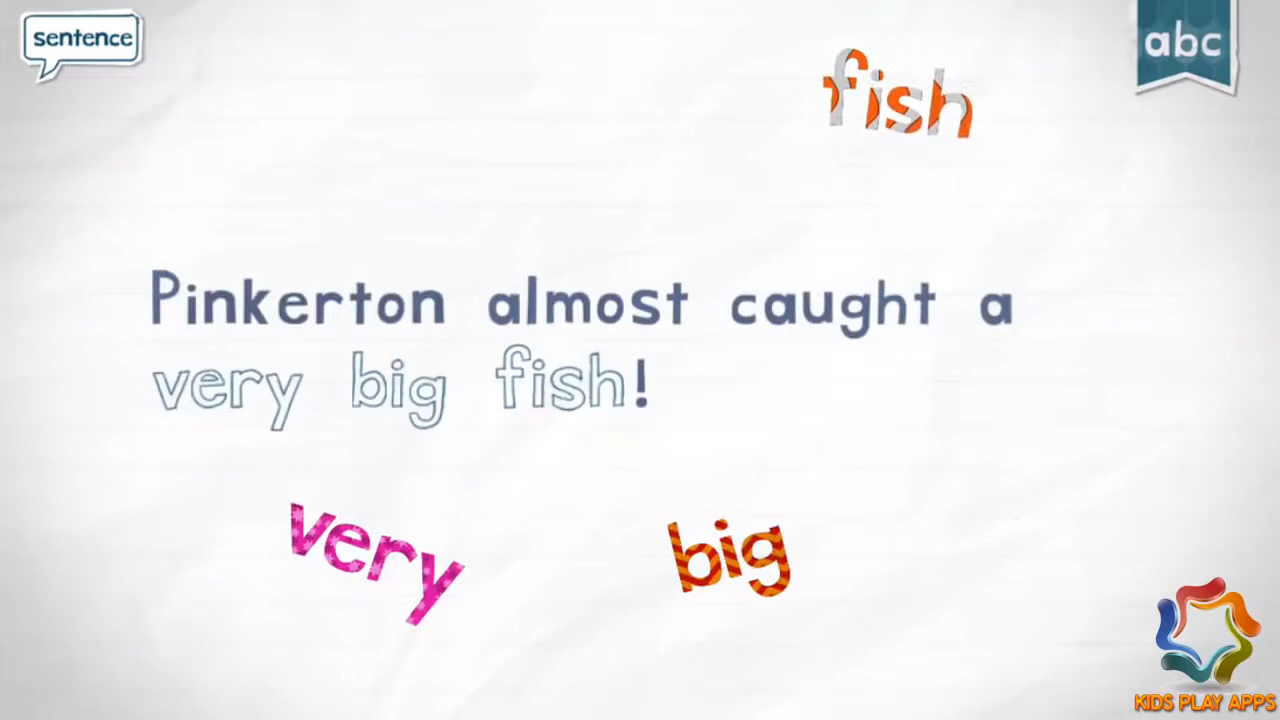 sentence
abc
fish
Pinkerton almost caught a
very big fish!
very
big
KIDS PLAY APPS